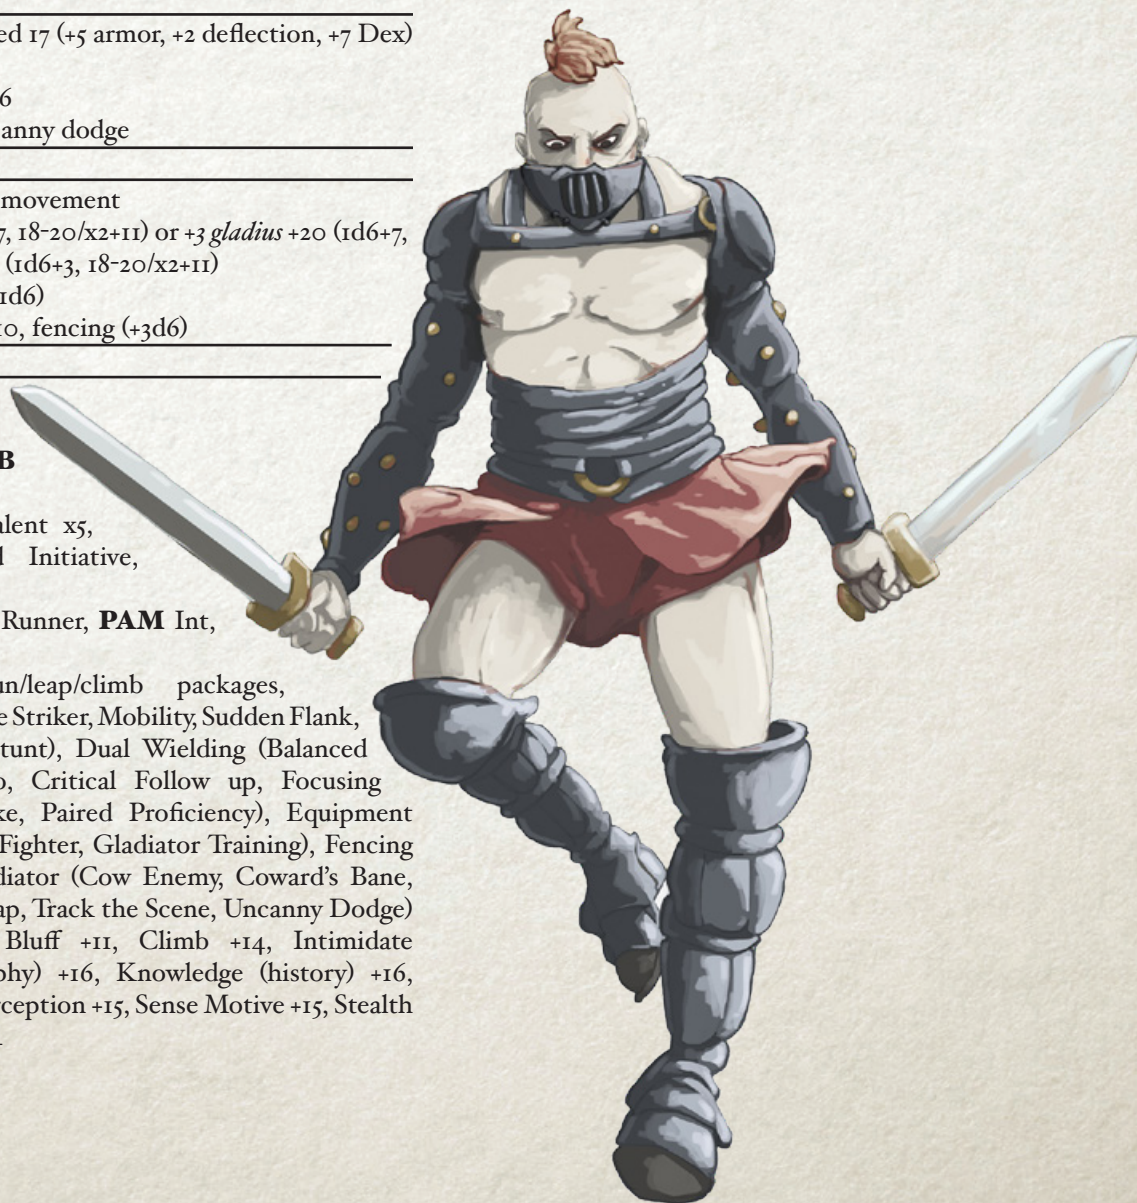 ed 17 (+5 armor, +2 deflection, +7 Dex)
6
anny dodge
movement
7, 18-20/x2+11) or +3 gladius +20 (1d6+7,
(1d6+3, 18-20/x2+11)
1d6)
10, fencing (+3d6)
B
alent x5,
d Initiative,
Runner, PAM Int,
un/leap/climb packages,
e Striker, Mobility, Sudden Flank,
tunt), Dual Wielding (Balanced
o, Critical Follow up, Focusing
ke, Paired Proficiency), Equipment
Fighter, Gladiator Training), Fencing
diator (Cow Enemy, Coward's Bane,
ap, Track the Scene, Uncanny Dodge)
Bluff +11, Climb +14, Intimidate
phy) +16, Knowledge (history) +16,
rception +15, Sense Motive +15, Stealth